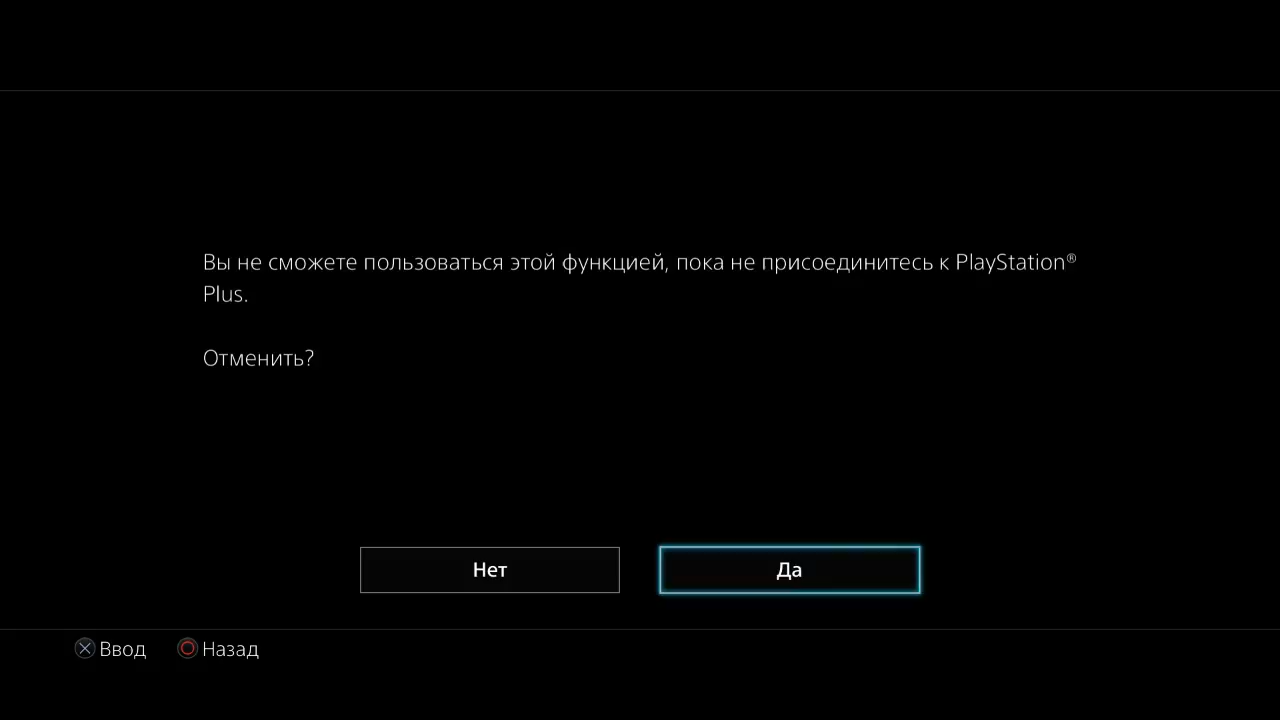 Вы не сможете пользоваться этой функцией, пока не присоединитесь к PlayStation®
Plus.
Отменить?
Нет
Да
Ввод
Назад